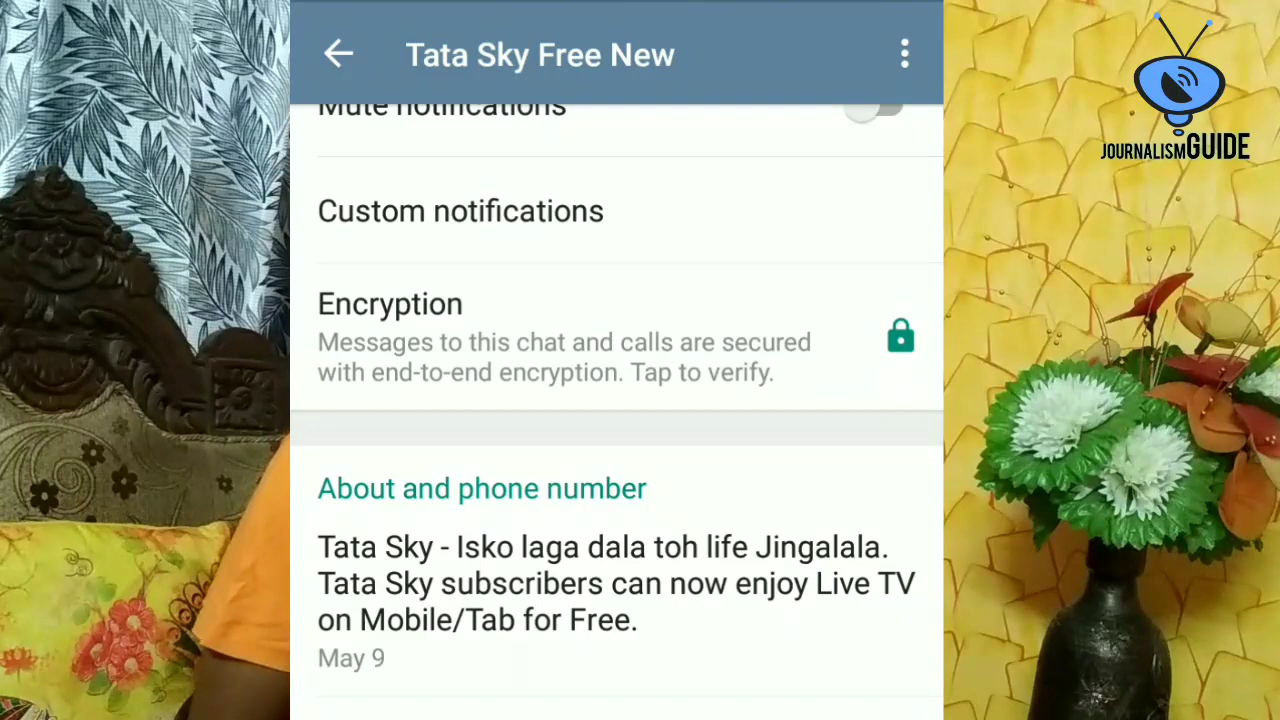 Tata Sky Free New
JOURNALISMGUIDE
Mute notifications
Custom notifications
Encryption
Messages to this chat and calls are secured
with end-to-end encryption. Tap to verify.
About and phone number
Tata Sky - Isko laga dala toh life Jingalala.
Tata Sky subscribers can now enjoy Live TV
on Mobile/Tab for Free.
May 9